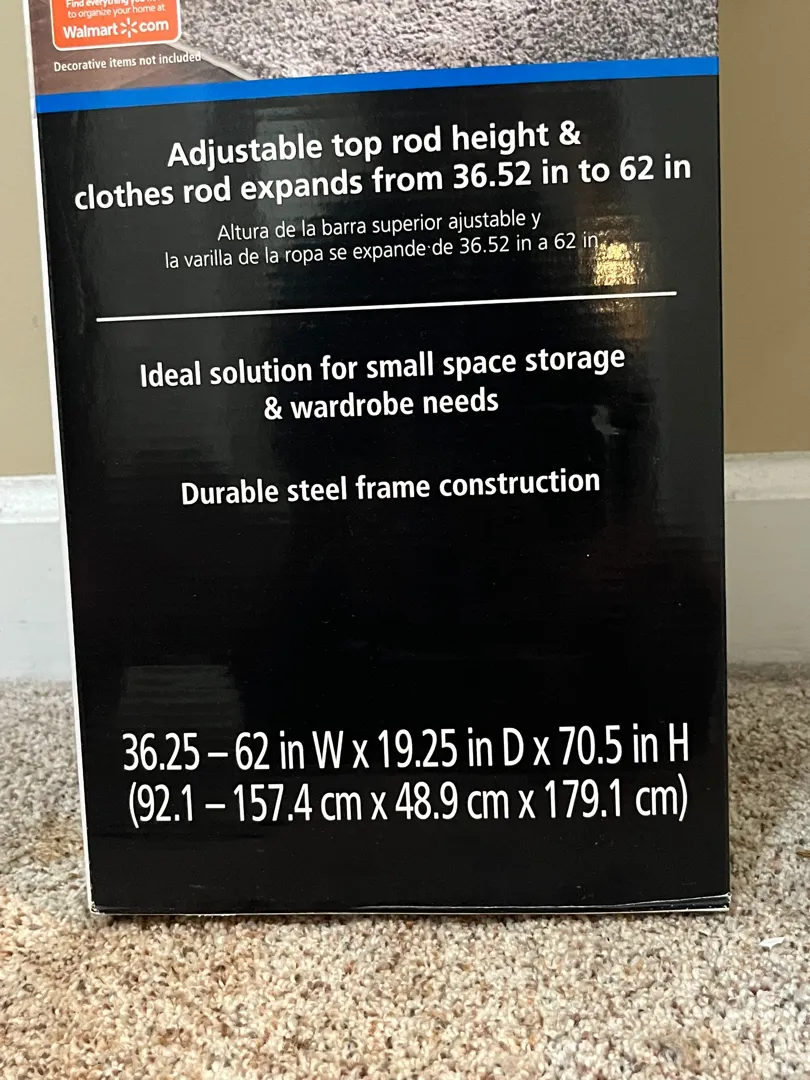 Find everything you
to organize your home at
Walmart com
Decorative items not included
Adjustable top rod height &
clothes rod expands from 36.52 in to 62 in
Altura de la barra superior ajustable y
la varilla de la ropa se expande de 36.52 in a 62 in
Ideal solution for small space storage
& wardrobe needs
Durable steel frame construction
36.25 – 62 in W x 19.25 in D x 70.5 in H
(92.1 – 157.4 cm x 48.9 cm x 179.1 cm)